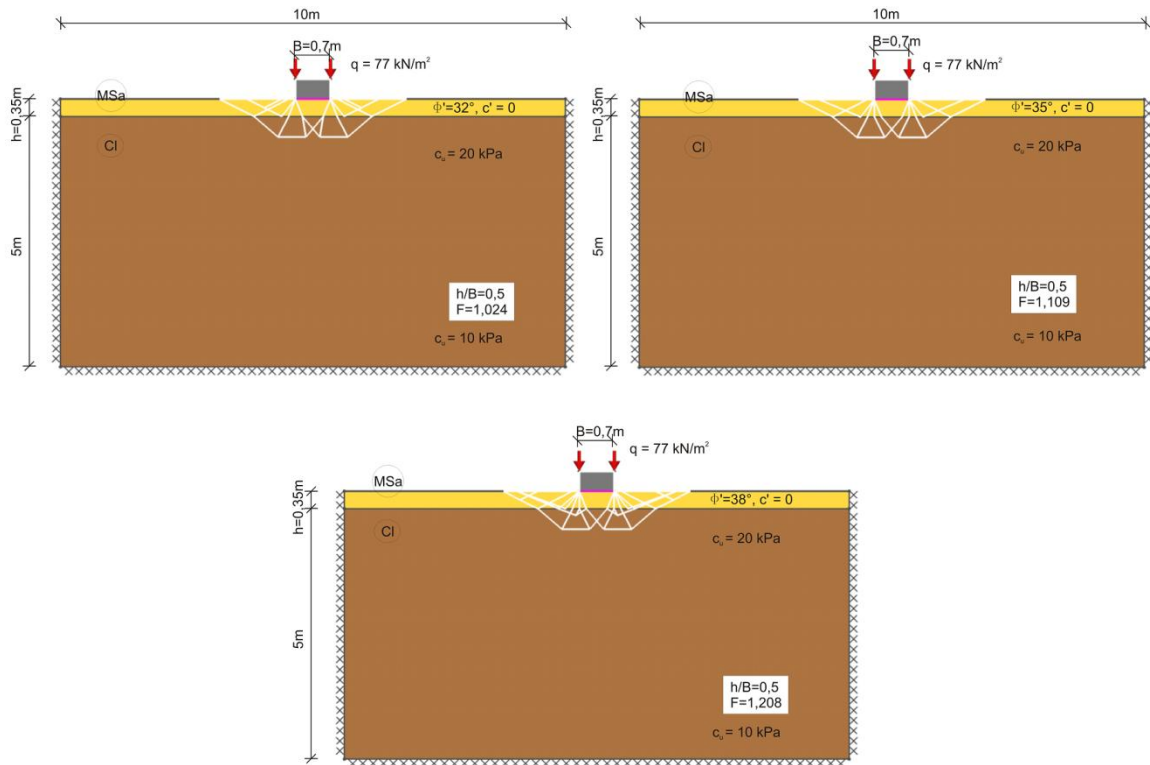 10m
B=0,7m
q = 77 kN/m²
MSa
h=0,35m
ϕ'=32°, c' = 0
Cl
cᵤ = 20 kPa
5m
h/B=0,5
F=1,024
cᵤ = 10 kPa
10m
B=0,7m
q = 77 kN/m²
MSa
h=0,35m
ϕ'=35°, c' = 0
Cl
cᵤ = 20 kPa
5m
h/B=0,5
F=1,109
cᵤ = 10 kPa
B=0,7m
q = 77 kN/m²
MSa
h=0,35m
ϕ'=38°, c' = 0
Cl
cᵤ = 20 kPa
5m
h/B=0,5
F=1,208
cᵤ = 10 kPa